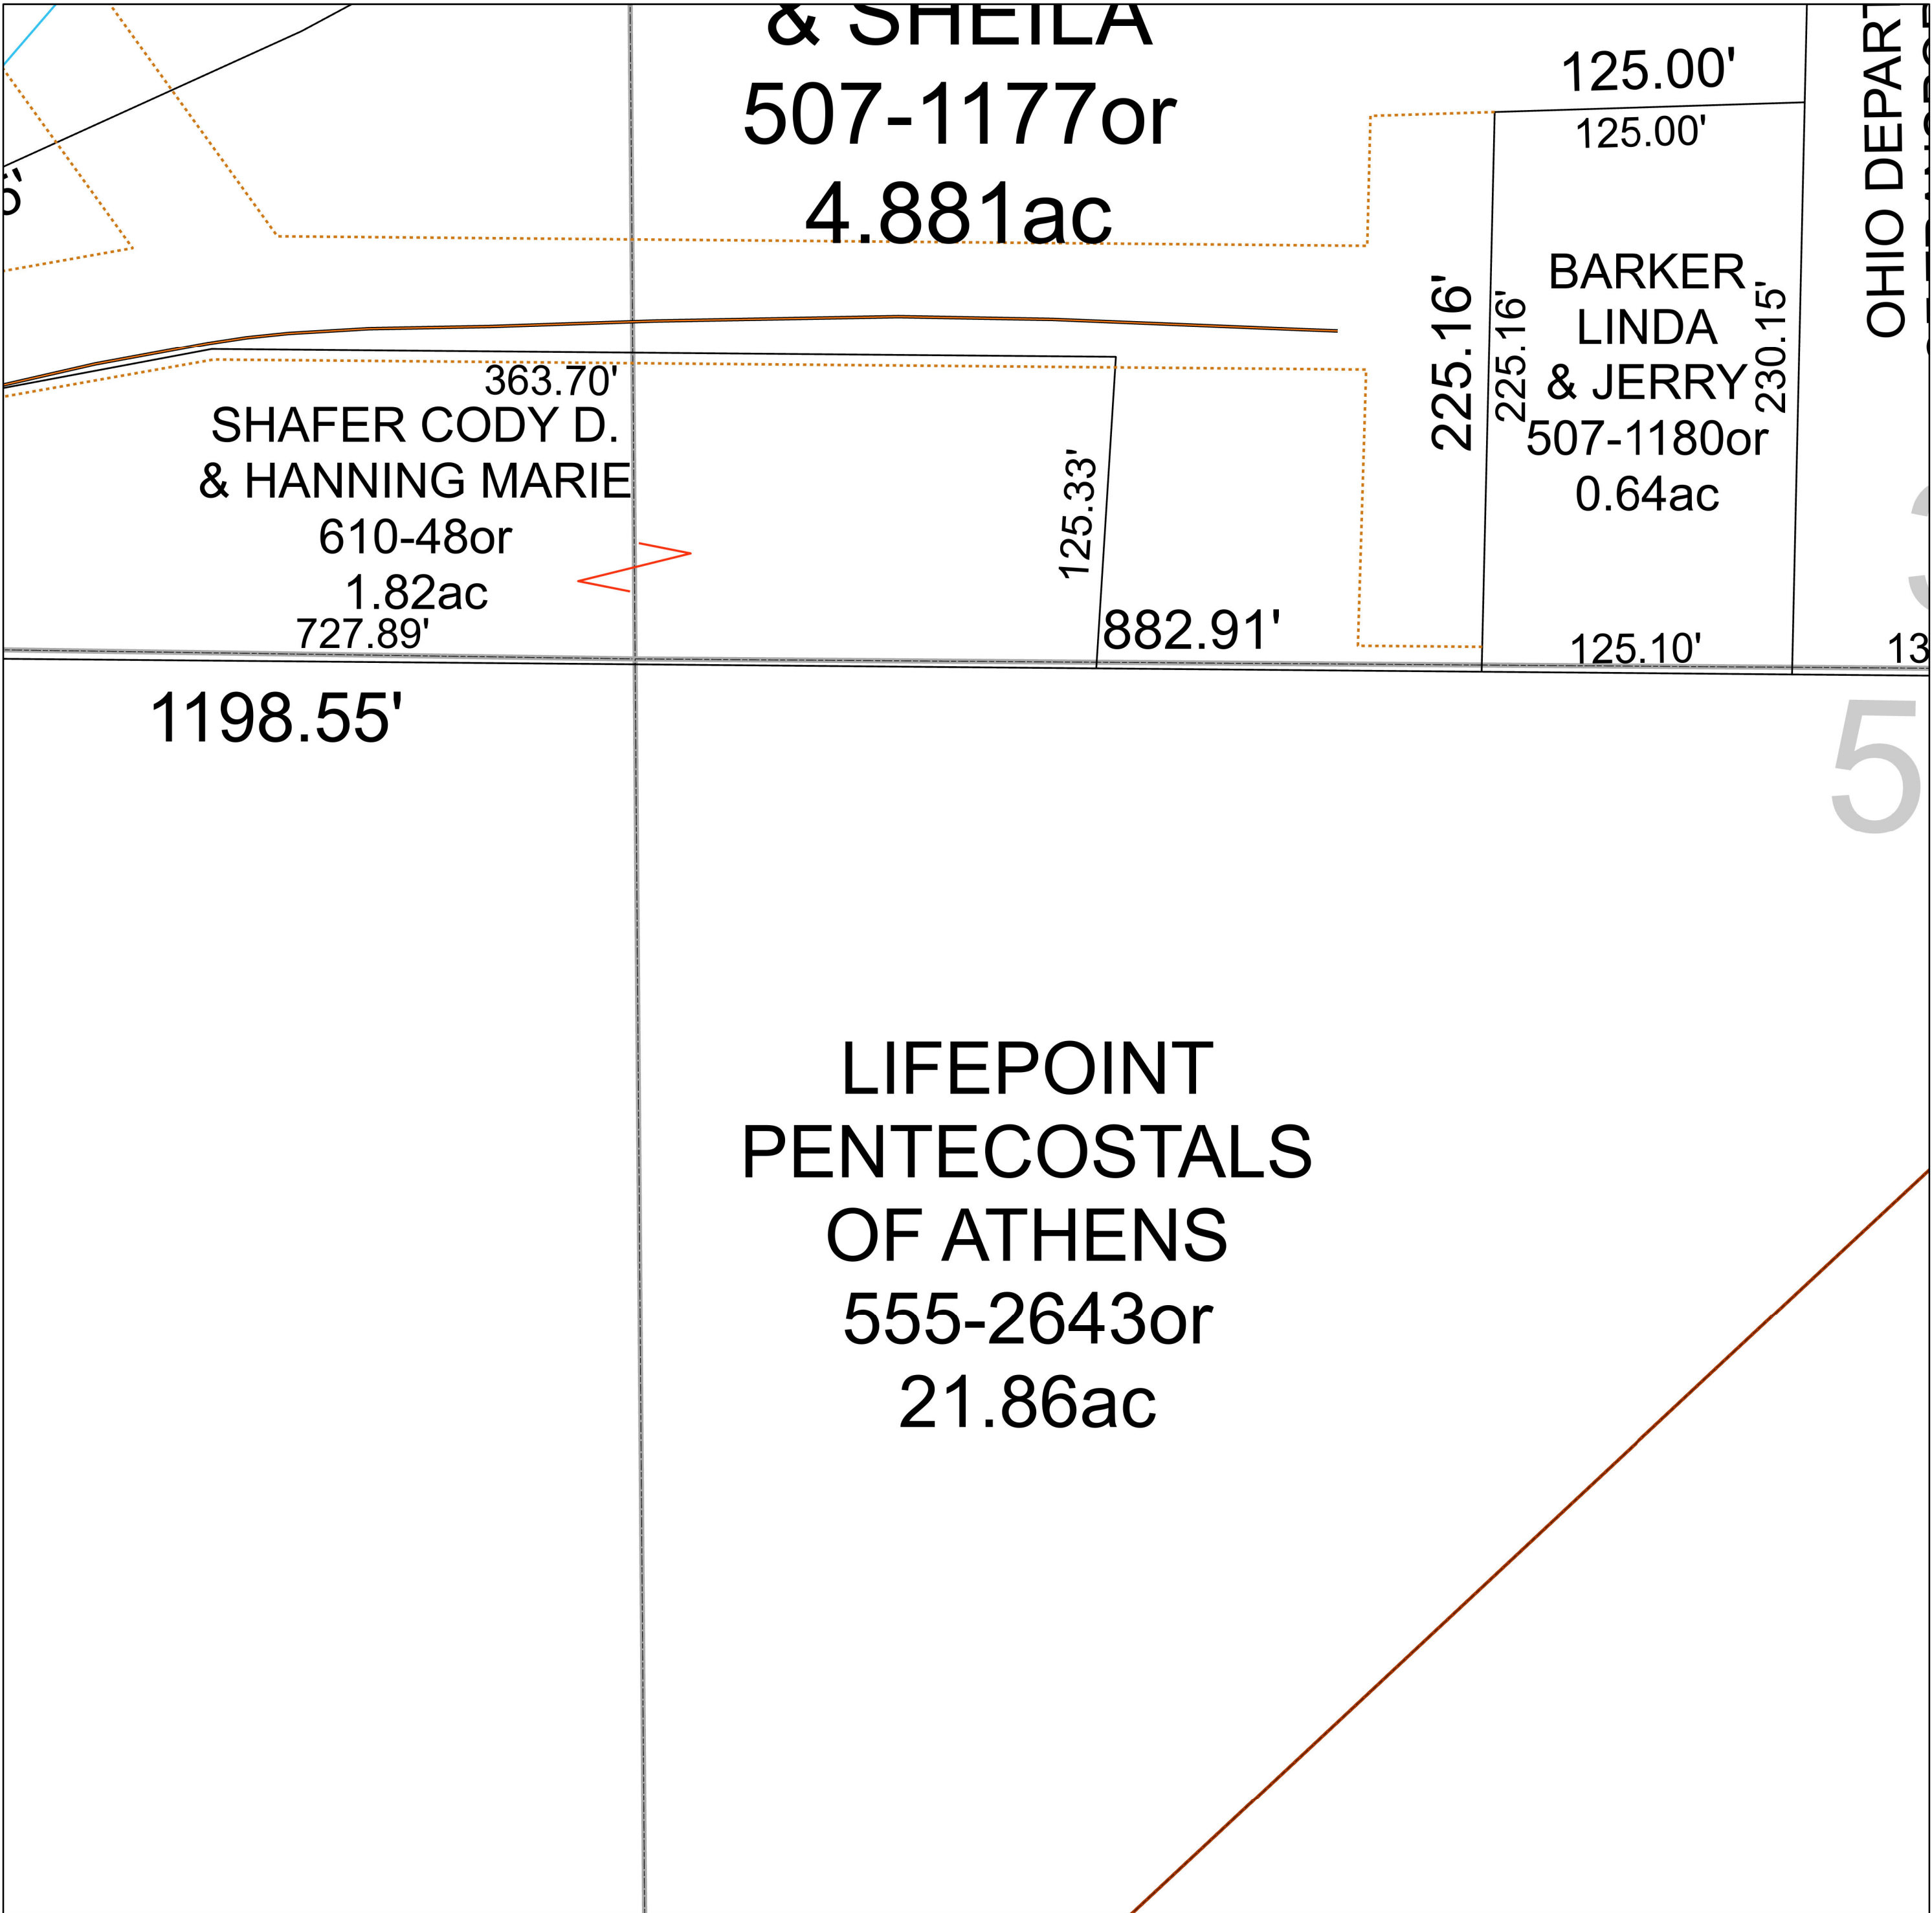 & SHEILA
507-1177or
4.881ac
125.00'
125.00'
OHIO DEPART
BARKER
LINDA
& JERRY
507-1180or
0.64ac
225.16'
225.16'
230.15'
363.70'
SHAFER CODY D.
& HANNING MARIE
610-48or
1.82ac
727.89'
125.33'
882.91'
125.10'
13
1198.55'
5
LIFEPOINT
PENTECOSTALS
OF ATHENS
555-2643or
21.86ac